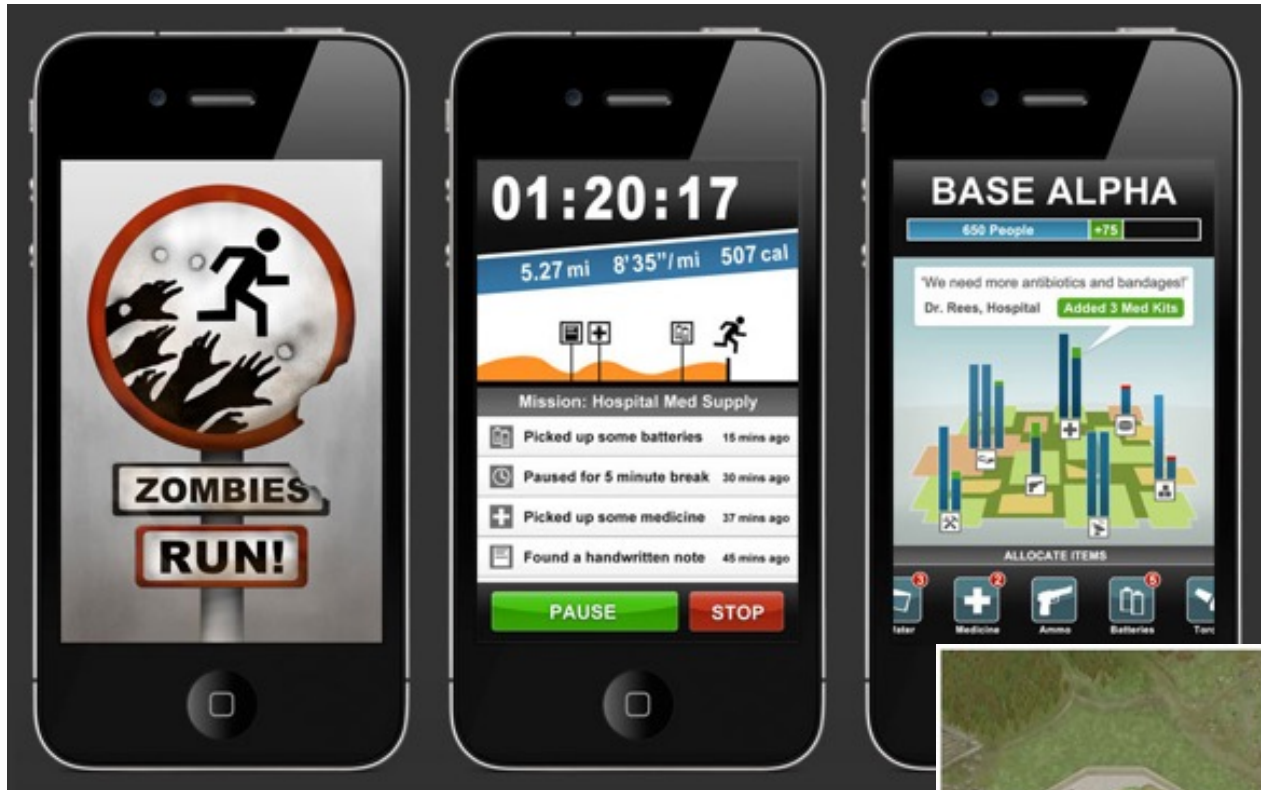 ZOMBIES
RUN!
01:20:17
5.27 mi 8'35"/mi 507 cal
Mission: Hospital Med Supply
Picked up some batteries 15 mins ago
Paused for 5 minute break 30 mins ago
Picked up some medicine 37 mins ago
Found a handwritten note 45 mins ago
PAUSE STOP
BASE ALPHA
650 People +75
'We need more antibiotics and bandages!'
Dr. Rees, Hospital Added 3 Med Kits
ALLOCATE ITEMS
3 2 5
ater Medicine Ammo Batteries Torc